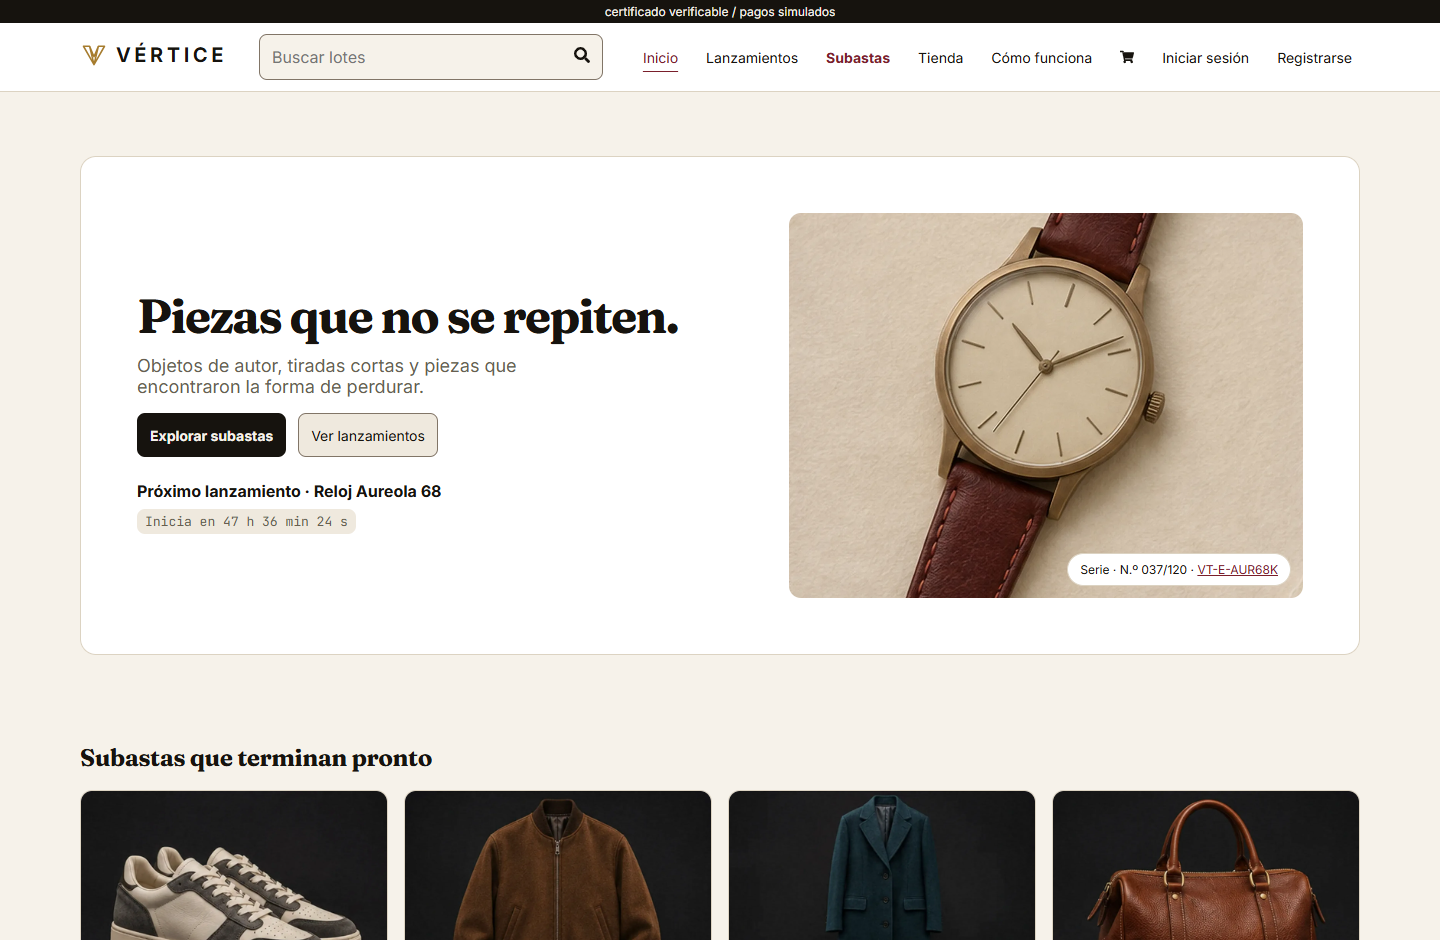 certificado verificable / pagos simulados
VÉRTICE
Buscar lotes
Inicio
Lanzamientos
Subastas
Tienda
Cómo funciona
Iniciar sesión
Registrarse
Piezas que no se repiten.
Objetos de autor, tiradas cortas y piezas que
encontraron la forma de perdurar.
Explorar subastas
Ver lanzamientos
Próximo lanzamiento · Reloj Aureola 68
Inicia en 47 h 36 min 24 s
Serie · N.º 037/120 · VT-E-AUR68K
Subastas que terminan pronto